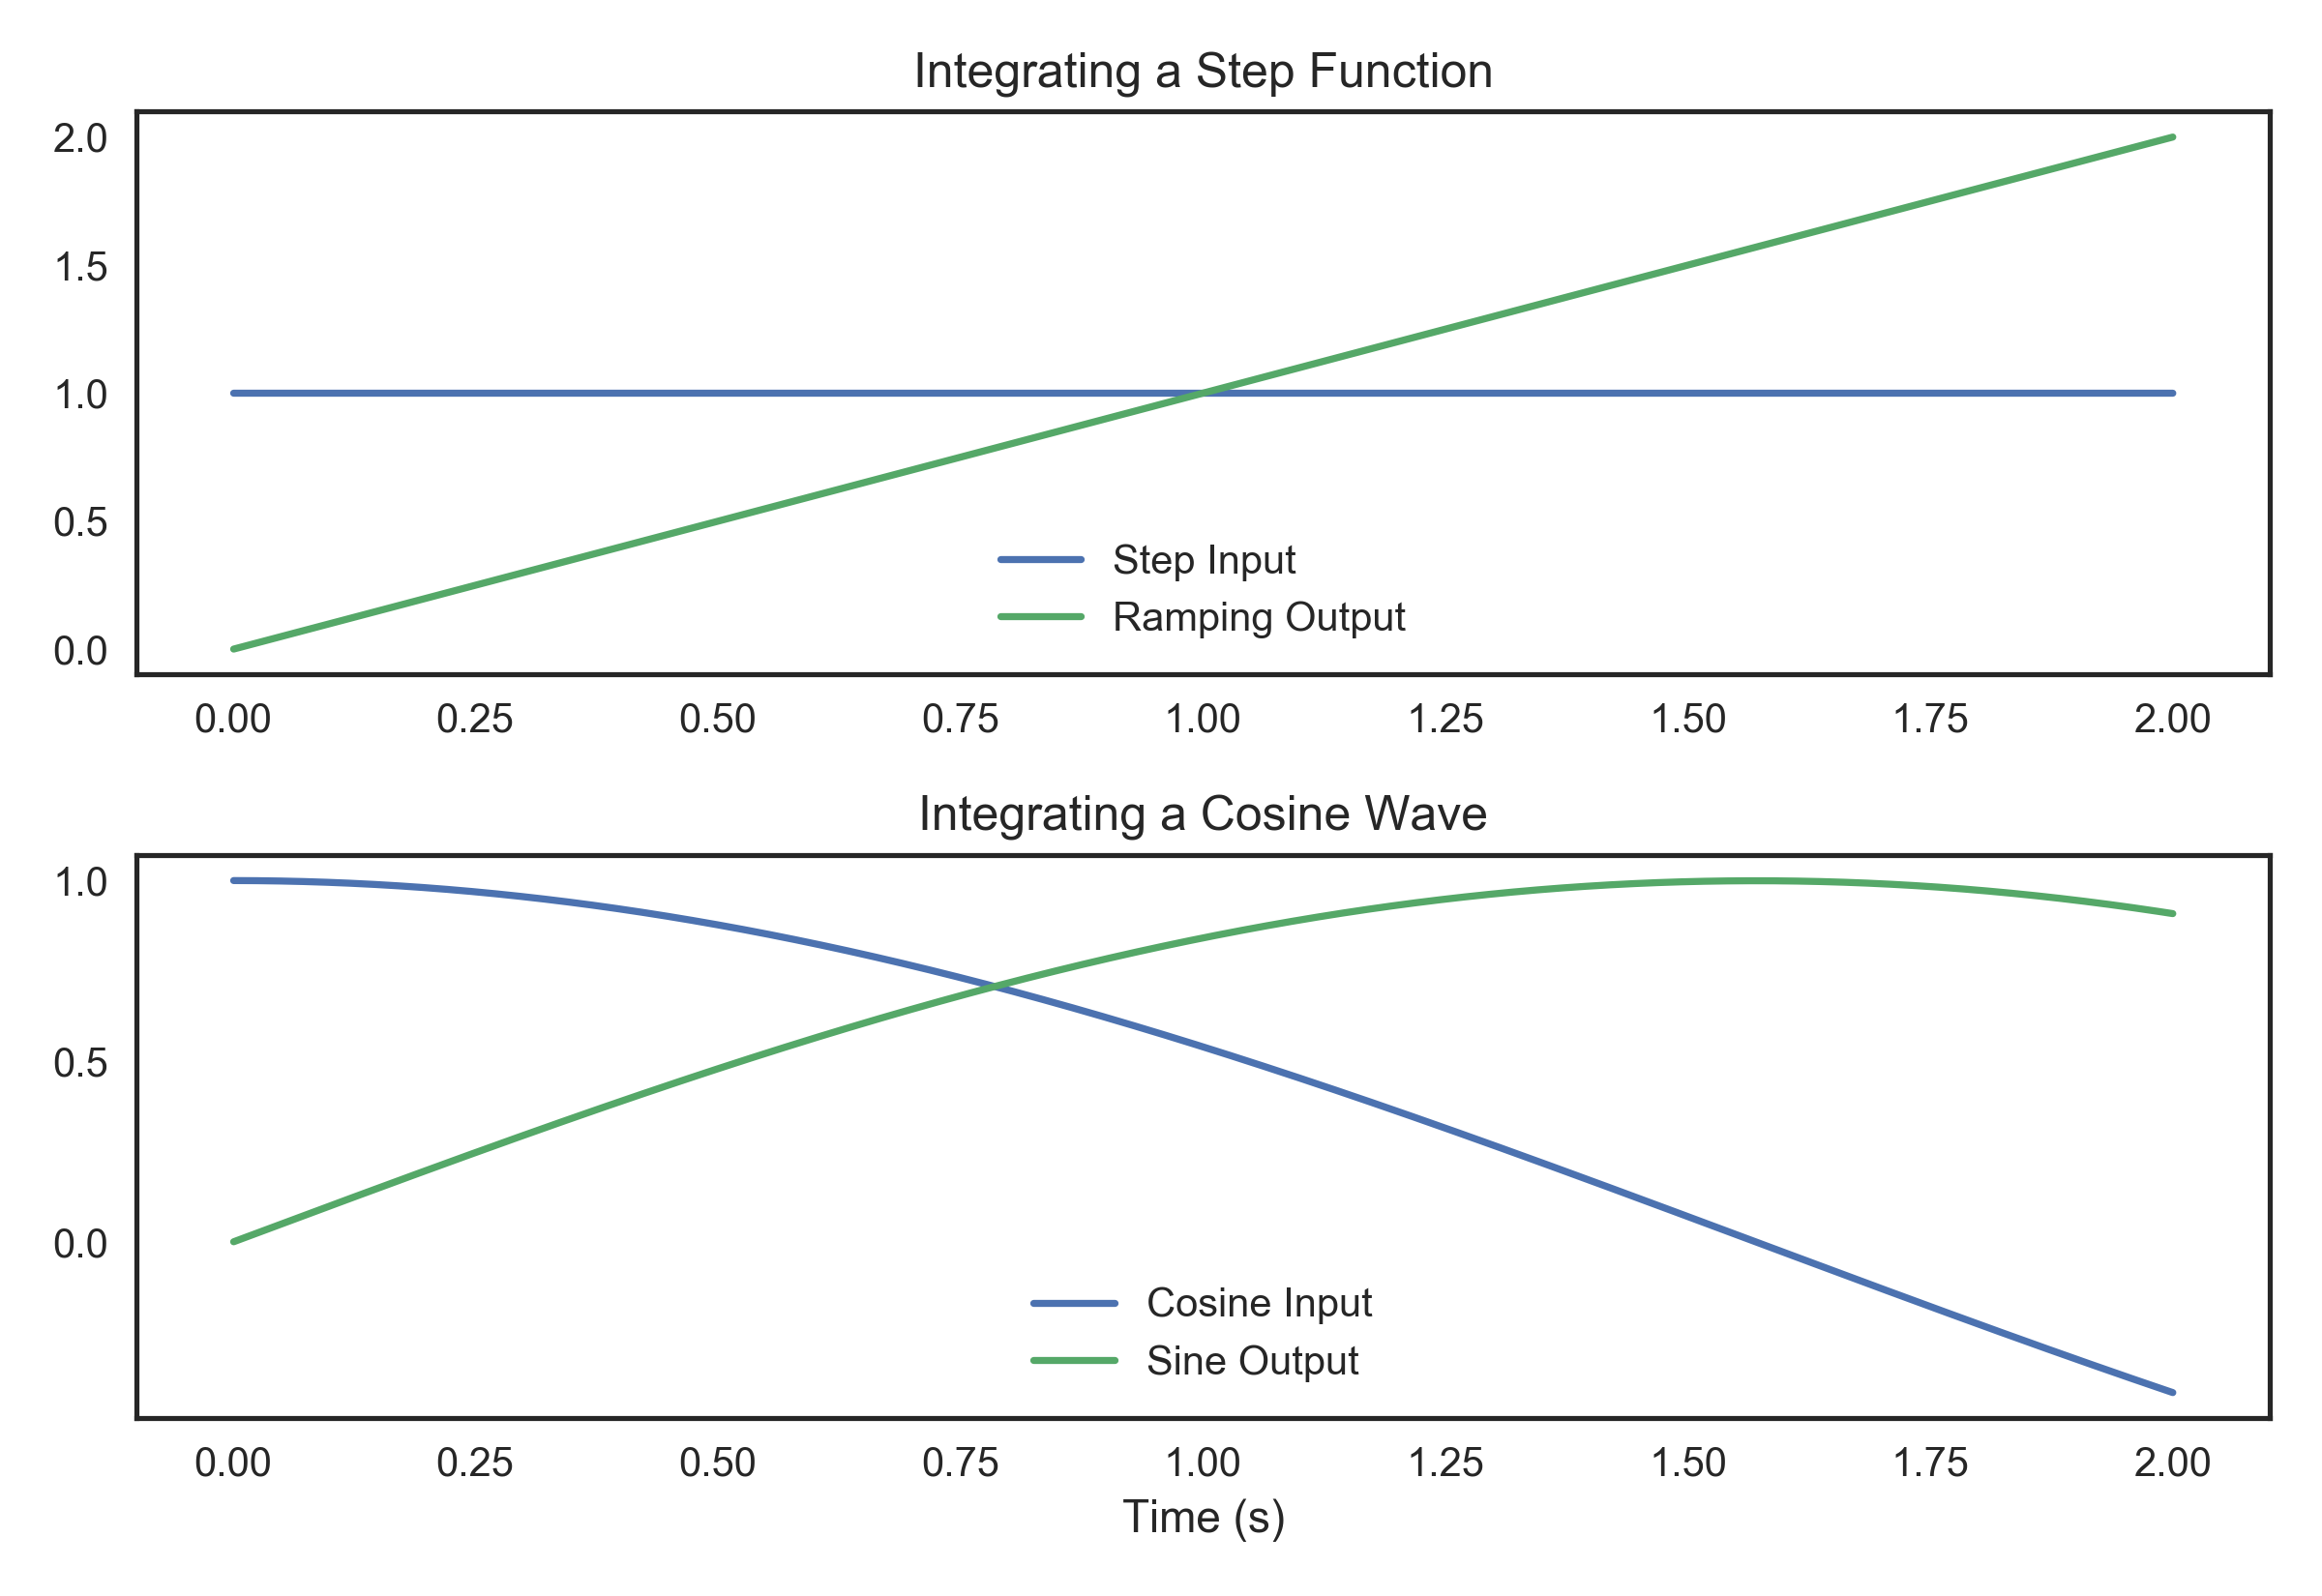 Integrating a Step Function
2.0
1.5
1.0
0.5
0.0
Step Input
Ramping Output
0.00 0.25 0.50 0.75 1.00 1.25 1.50 1.75 2.00
Integrating a Cosine Wave
1.0
0.5
0.0
Cosine Input
Sine Output
0.00 0.25 0.50 0.75 1.00 1.25 1.50 1.75 2.00
Time (s)